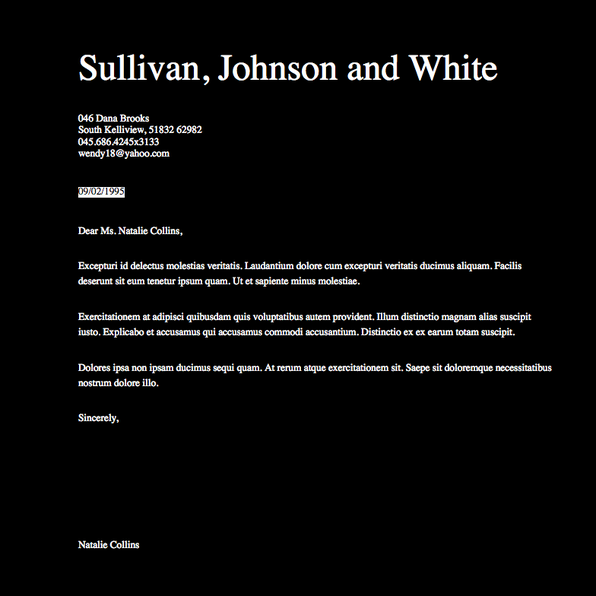 Sullivan, Johnson and White
046 Dana Brooks
South Kelliview, 51832 62982
045.686.4245x3133
wendy18@yahoo.com
09/02/1995
Dear Ms. Natalie Collins,
Excepturi id delectus molestias veritatis. Laudantium dolore cum excepturi veritatis ducimus aliquam. Facilis
deserunt sit eum tenetur ipsum quam. Ut et sapiente minus molestiae.
Exercitationem at adipisci quibusdam quis voluptatibus autem provident. Illum distinctio magnam alias suscipit
iusto. Explicabo et accusamus qui accusamus commodi accusantium. Distinctio ex ex earum totam suscipit.
Dolores ipsa non ipsam ducimus sequi quam. At rerum atque exercitationem sit. Saepe sit doloremque necessitatibus
nostrum dolore illo.
Sincerely,
Natalie Collins